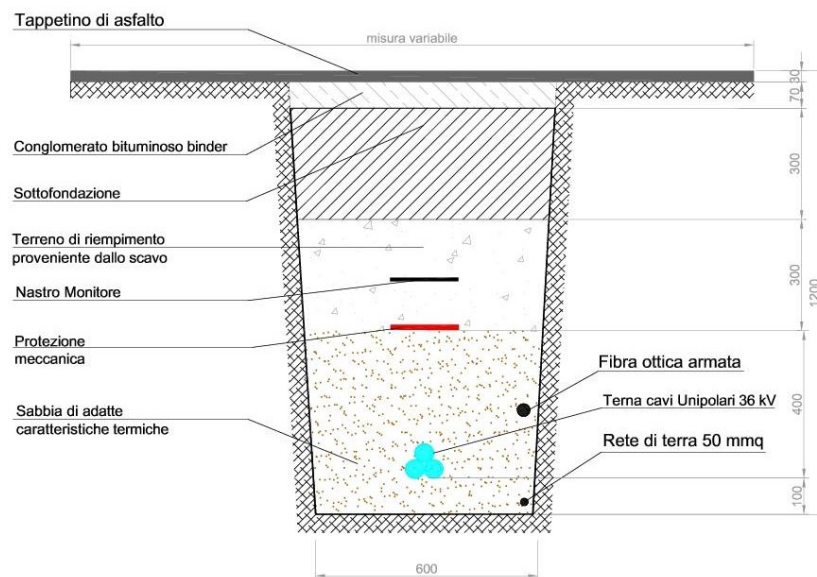 Tappetino di asfalto
misura variabile
30
70
Conglomerato bituminoso binder
Sottofondazione
300
Terreno di riempimento
proveniente dallo scavo
Nastro Monitore
300
1200
Protezione
meccanica
Fibra ottica armata
Terna cavi Unipolari 36 kV
400
Sabbia di adatte
caratteristiche termiche
Rete di terra 50 mmq
100
600